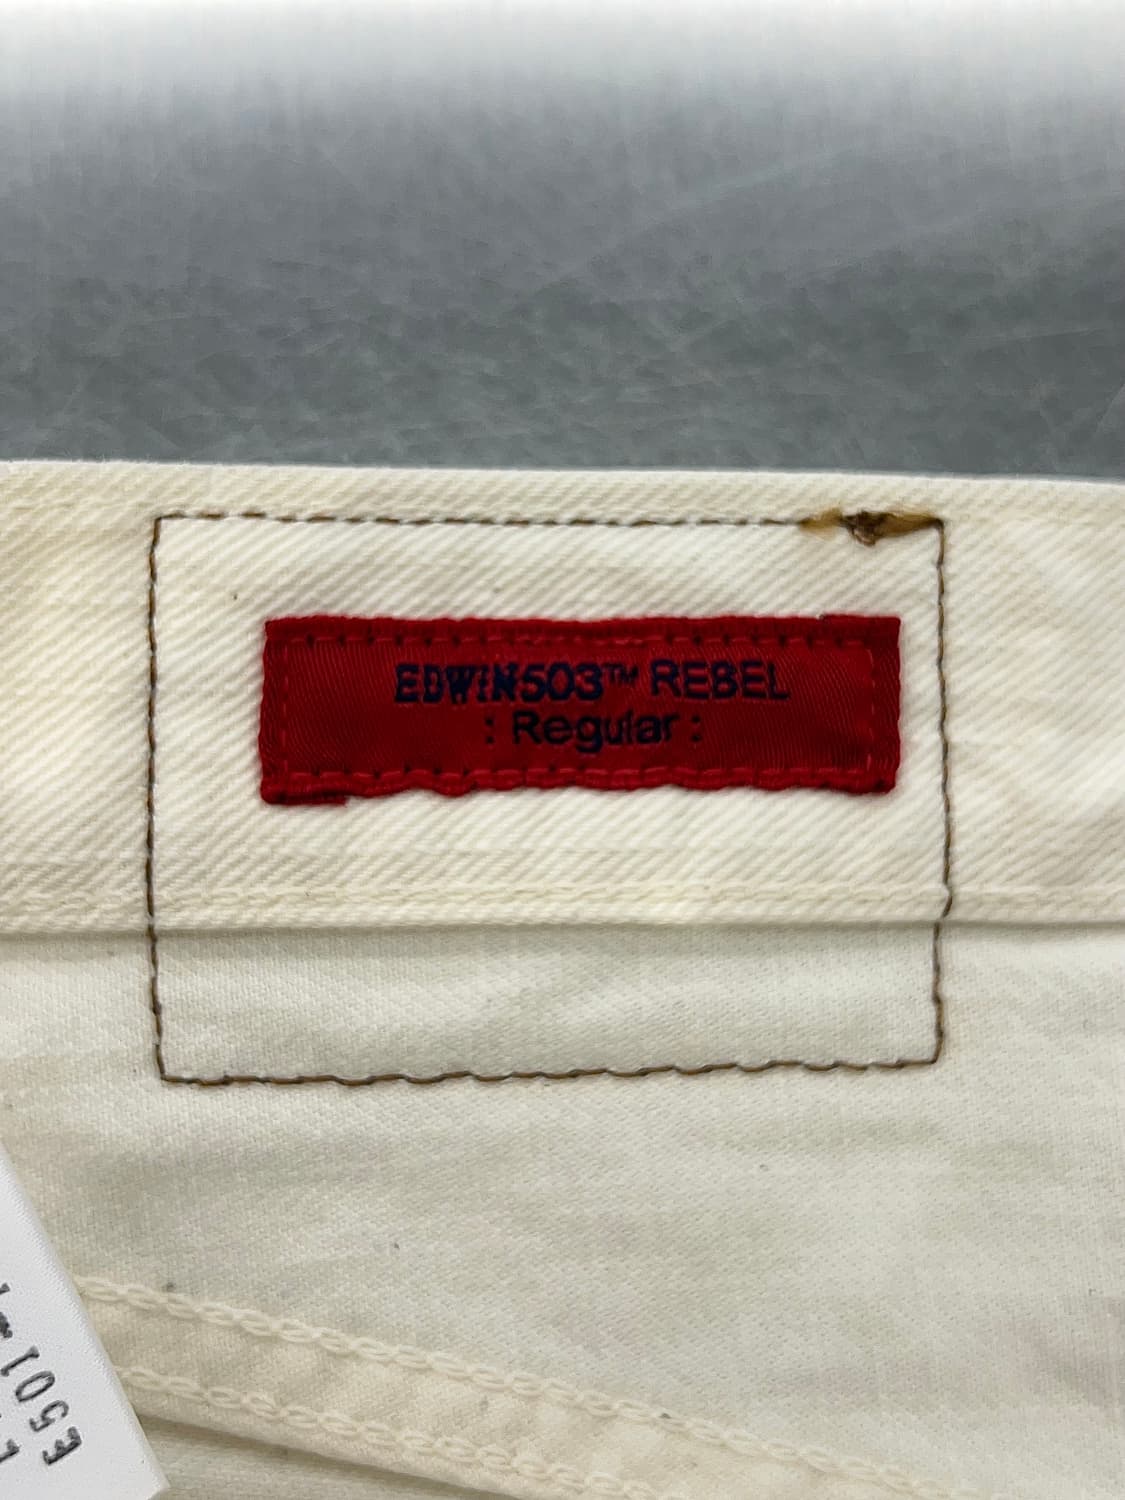 EDWIN503™ REBEL
: Regular :
E501